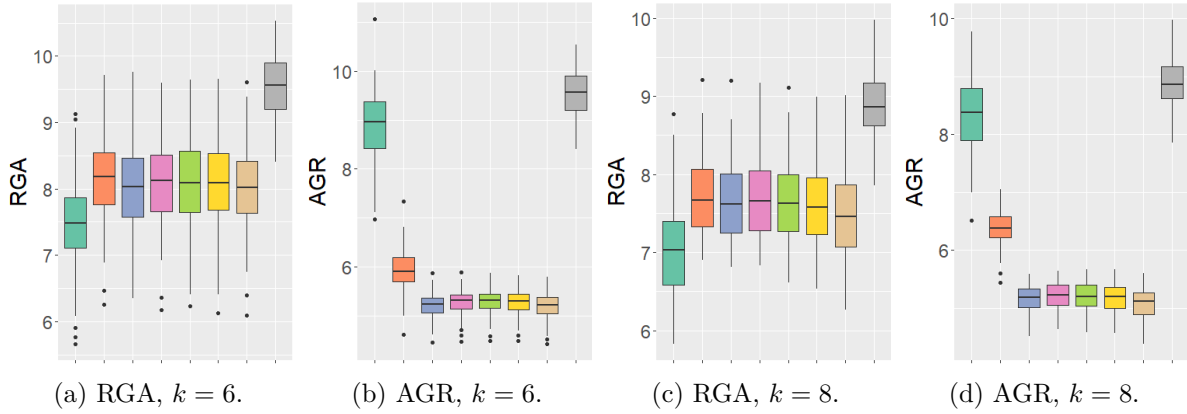 RGA
10
9
8
7
6
AGR
10
8
6
RGA
10
9
8
7
6
AGR
10
8
6
(a) RGA, k = 6.
(b) AGR, k = 6.
(c) RGA, k = 8.
(d) AGR, k = 8.